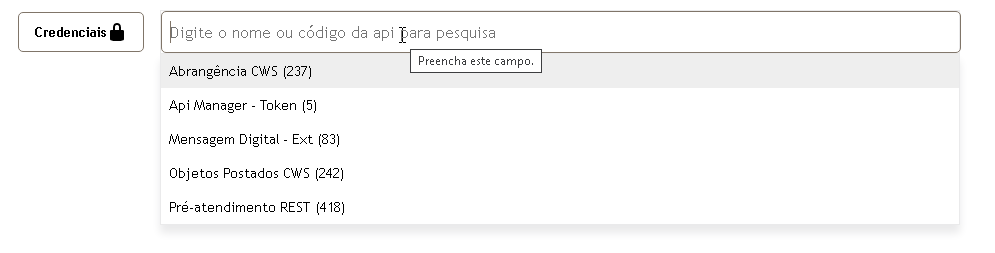 Credenciais
Digite o nome ou código da api para pesquisa
Preencha este campo.
Abrangência CWS (237)
Api Manager - Token (5)
Mensagem Digital - Ext (83)
Objetos Postados CWS (242)
Pré-atendimento REST (418)